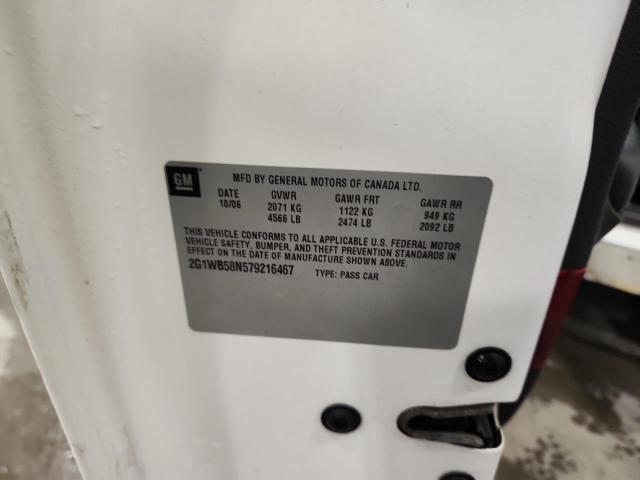 GM
MFD BY GENERAL MOTORS OF CANADA LTD.
DATE GVWR GAWR FRT GAWR RR
10/06 2071 KG 1122 KG 949 KG
4566 LB 2474 LB 2092 LB
THIS VEHICLE CONFORMS TO ALL APPLICABLE U.S. FEDERAL MOTOR
VEHICLE SAFETY, BUMPER, AND THEFT PREVENTION STANDARDS IN
EFFECT ON THE DATE OF MANUFACTURE SHOWN ABOVE.
2G1WB58N579216467 TYPE: PASS CAR